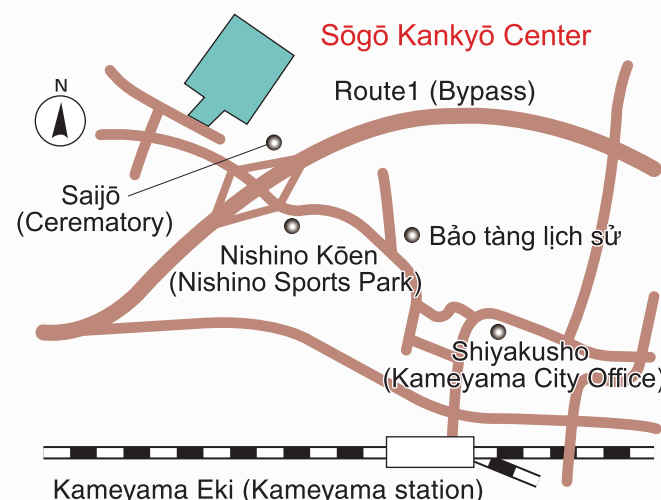 Sōgō Kankyō Center
N
Route1 (Bypass)
Saijō
(Cerematory)
Bảo tàng lịch sử
Nishino Kōen
(Nishino Sports Park)
Shiyakusho
(Kameyama City Office)
Kameyama Eki (Kameyama station)